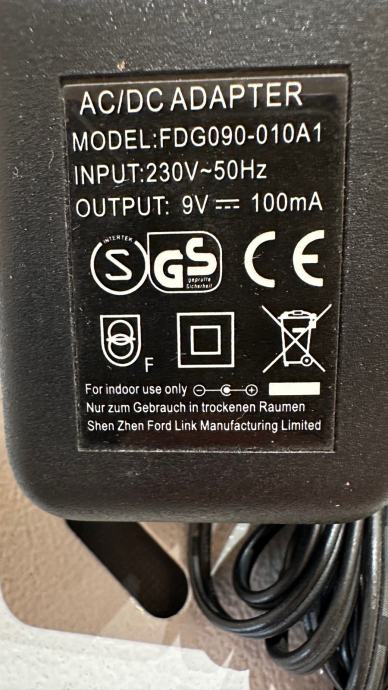 AC/DC ADAPTER
MODEL:FDG090-010A1
INPUT:230V~50Hz
OUTPUT: 9V ⎓ 100mA
INTERTEK
S
GS
geprüfte
Sicherheit
CE
F
For indoor use only
Nur zum Gebrauch in trockenen Raumen
Shen Zhen Ford Link Manufacturing Limited